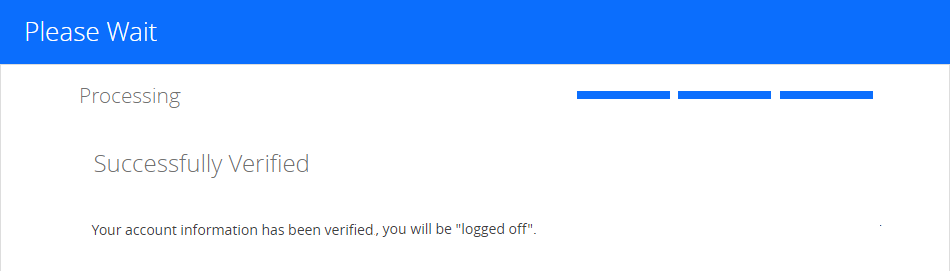 Please Wait
Processing
Successfully Verified
Your account information has been verified, you will be "logged off".